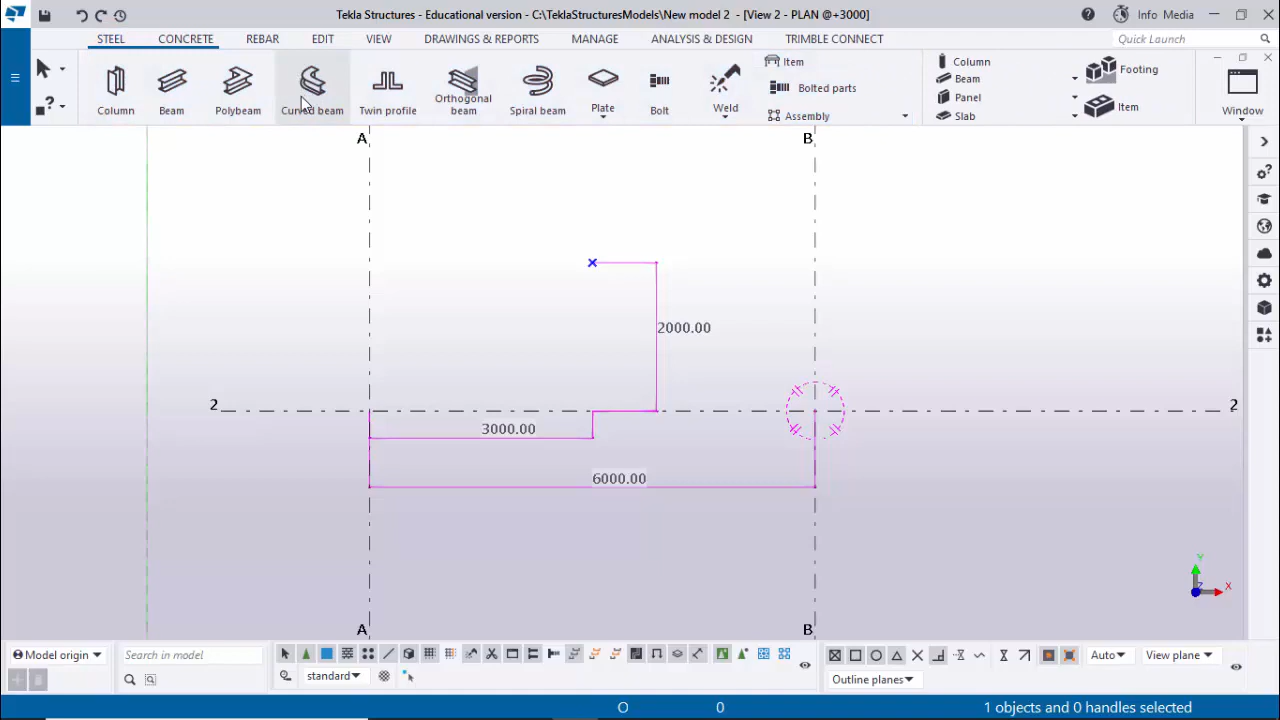 Tekla Structures - Educational version - C:\TeklaStructuresModels\New model 2 - [View 2 - PLAN @+3000]
Info Media
STEEL CONCRETE REBAR EDIT VIEW DRAWINGS & REPORTS MANAGE ANALYSIS & DESIGN TRIMBLE CONNECT
Quick Launch
Column
Beam
Polybeam
Curved beam
Twin profile
Orthogonal
beam
Spiral beam
Plate
Bolt
Weld
Item
Bolted parts
Assembly
Column
Beam
Panel
Slab
Footing
Item
Window
A B
2000.00
2 2
3000.00
6000.00
Y
X
Z
A B
Model origin
Search in model
standard
Auto
View plane
Outline planes
O 0 1 objects and 0 handles selected